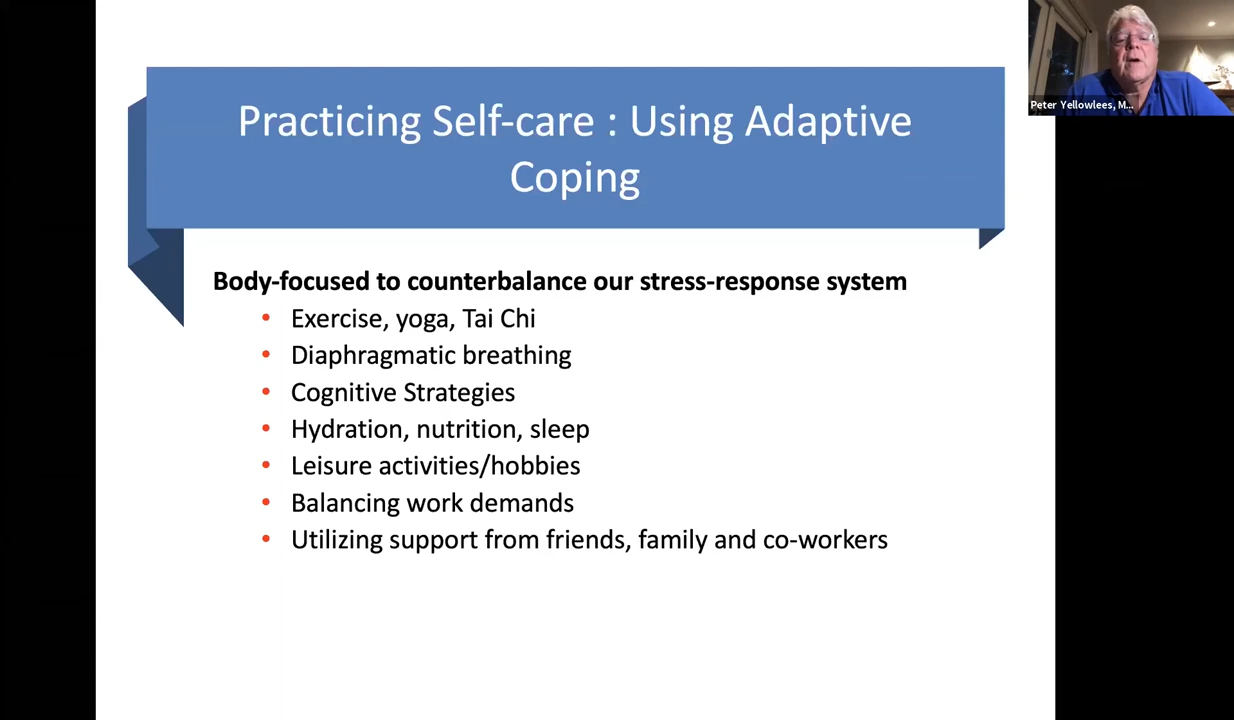 Practicing Self-care : Using Adaptive
Coping
Body-focused to counterbalance our stress-response system
• Exercise, yoga, Tai Chi
• Diaphragmatic breathing
• Cognitive Strategies
• Hydration, nutrition, sleep
• Leisure activities/hobbies
• Balancing work demands
• Utilizing support from friends, family and co-workers
Peter Yellowlees, M...